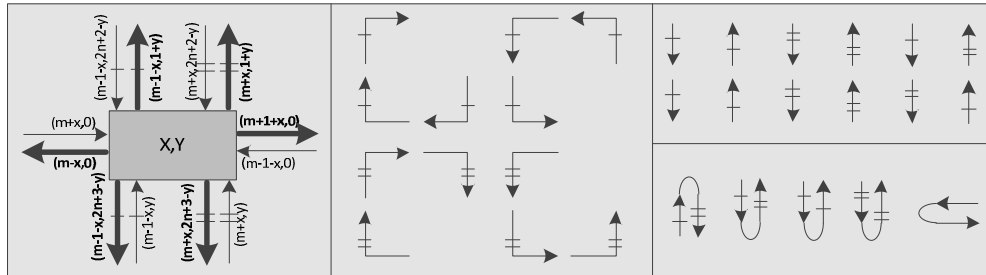 (m-1-x,2n+2-y)
(m-1-x,1+y)
(m+x,2n+2-y)
(m+x,1+y)
(m+x,0)
(m+1+x,0)
X,Y
(m-x,0)
(m-1-x,0)
(m-1-x,2n+3-y)
(m-1-x,y)
(m+x,2n+3-y)
(m+x,y)